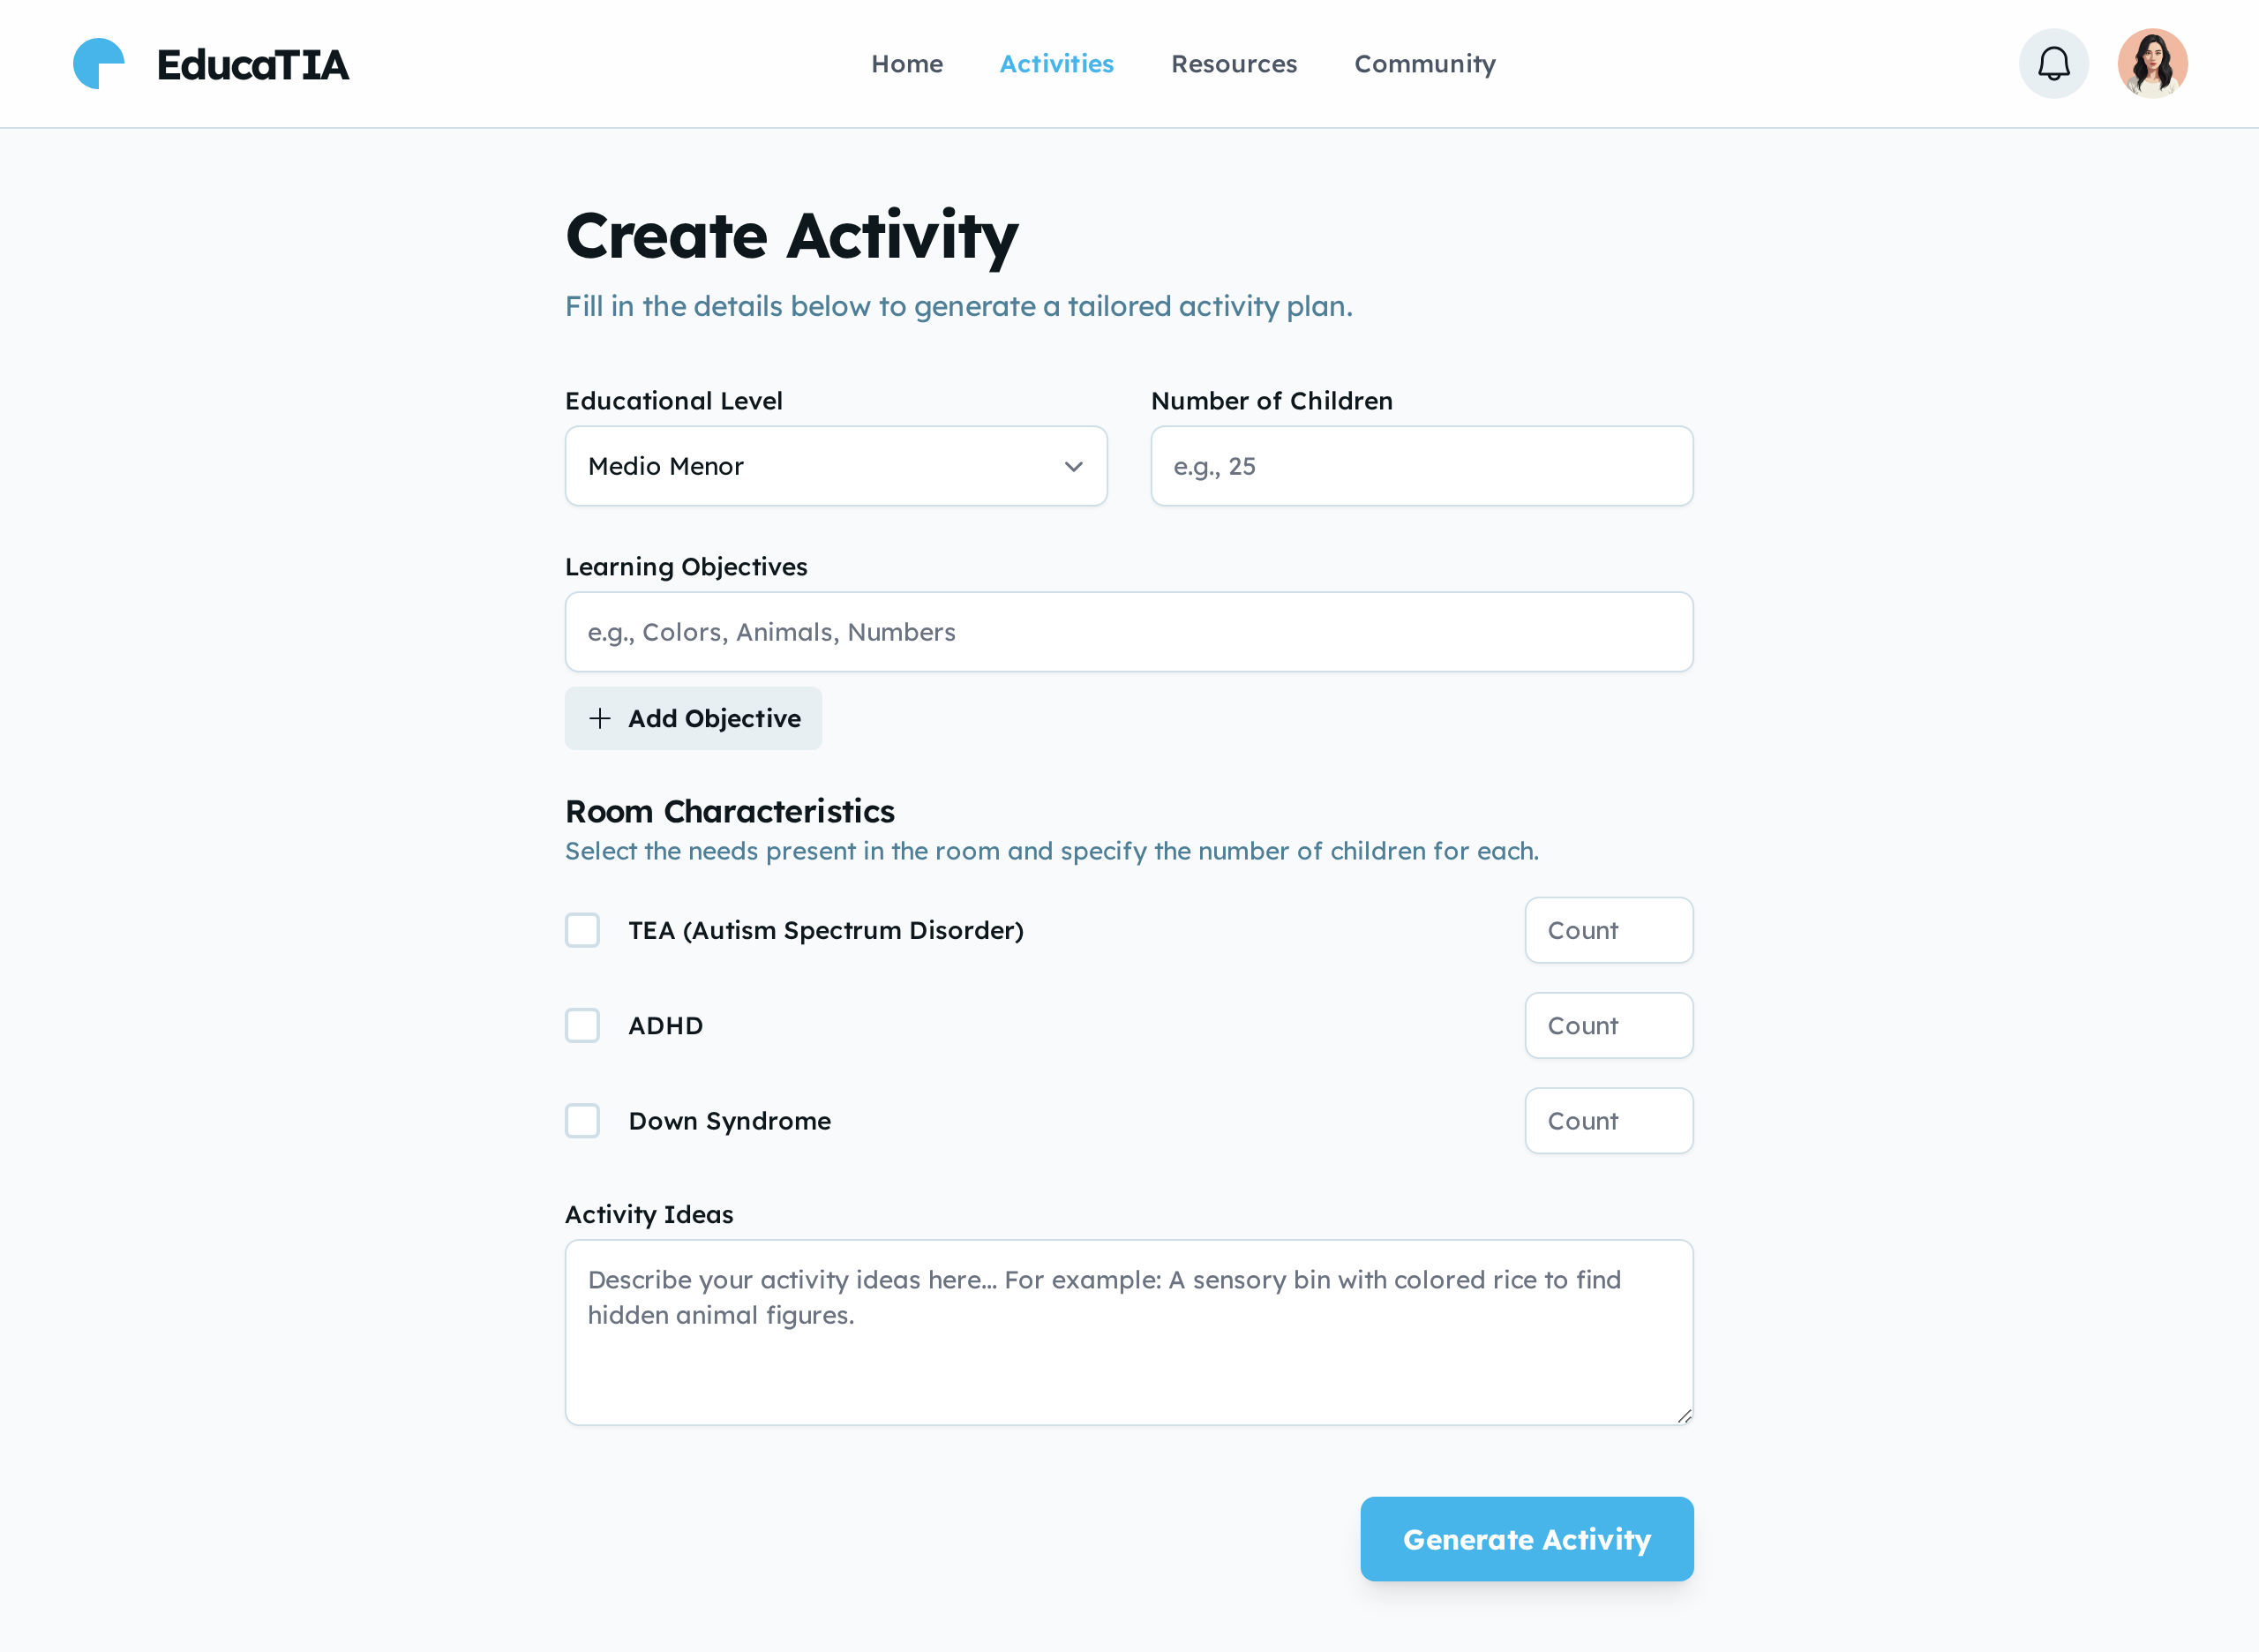 EducaTIA
Home Activities Resources Community
Create Activity
Fill in the details below to generate a tailored activity plan.
Educational Level
Number of Children
Medio Menor
e.g., 25
Learning Objectives
e.g., Colors, Animals, Numbers
Add Objective
Room Characteristics
Select the needs present in the room and specify the number of children for each.
TEA (Autism Spectrum Disorder)
Count
ADHD
Count
Down Syndrome
Count
Activity Ideas
Describe your activity ideas here... For example: A sensory bin with colored rice to find
hidden animal figures.
Generate Activity